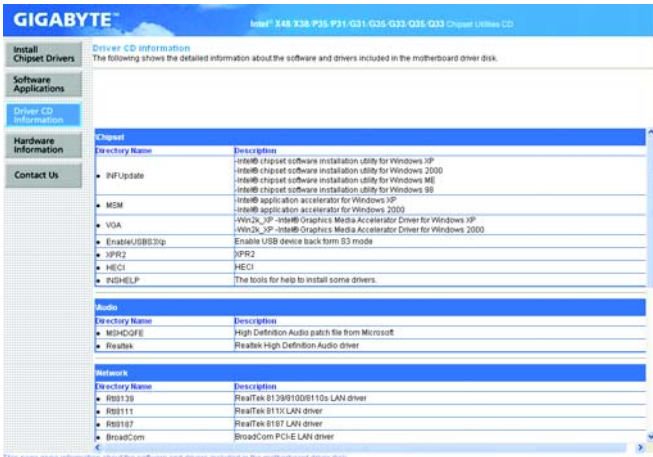 GIGABYTE™
Intel® X48/X38/P35/P31/G31/G35/G33/Q35/Q33 Chipset Utilities CD
Install Chipset Drivers
Software Applications
Driver CD Information
Hardware Information
Contact Us
Driver CD information
The following shows the detailed information about the software and drivers included in the motherboard driver disk.
\Chipset
Directory Name Description
INFUpdate
-Intel® chipset software installation utility for Windows XP
-Intel® chipset software installation utility for Windows 2000
-Intel® chipset software installation utility for Windows ME
-Intel® chipset software installation utility for Windows 98
MSM
-Intel® application accelerator for Windows XP
-Intel® application accelerator for Windows 2000
VGA
-Win2k_XP -Intel® Graphics Media Accelerator Driver for Windows XP
-Win2K_XP -Intel® Graphics Media Accelerator Driver for Windows 2000
EnableUSBS3Xp Enable USB device back form S3 mode
XPR2 XPR2
HECI HECI
INSHELP The tools for help to install some drivers.
\Audio
Directory Name Description
MSHDQFE High Definition Audio patch file from Microsoft
Realtek Realtek High Definition Audio driver
\Network
Directory Name Description
Rtl8139 RealTek 8139/8100/8110s LAN driver
Rtl8111 RealTek 811X LAN driver
Rtl8187 RealTek 8187 LAN driver
BroadCom BroadCom PCI-E LAN driver